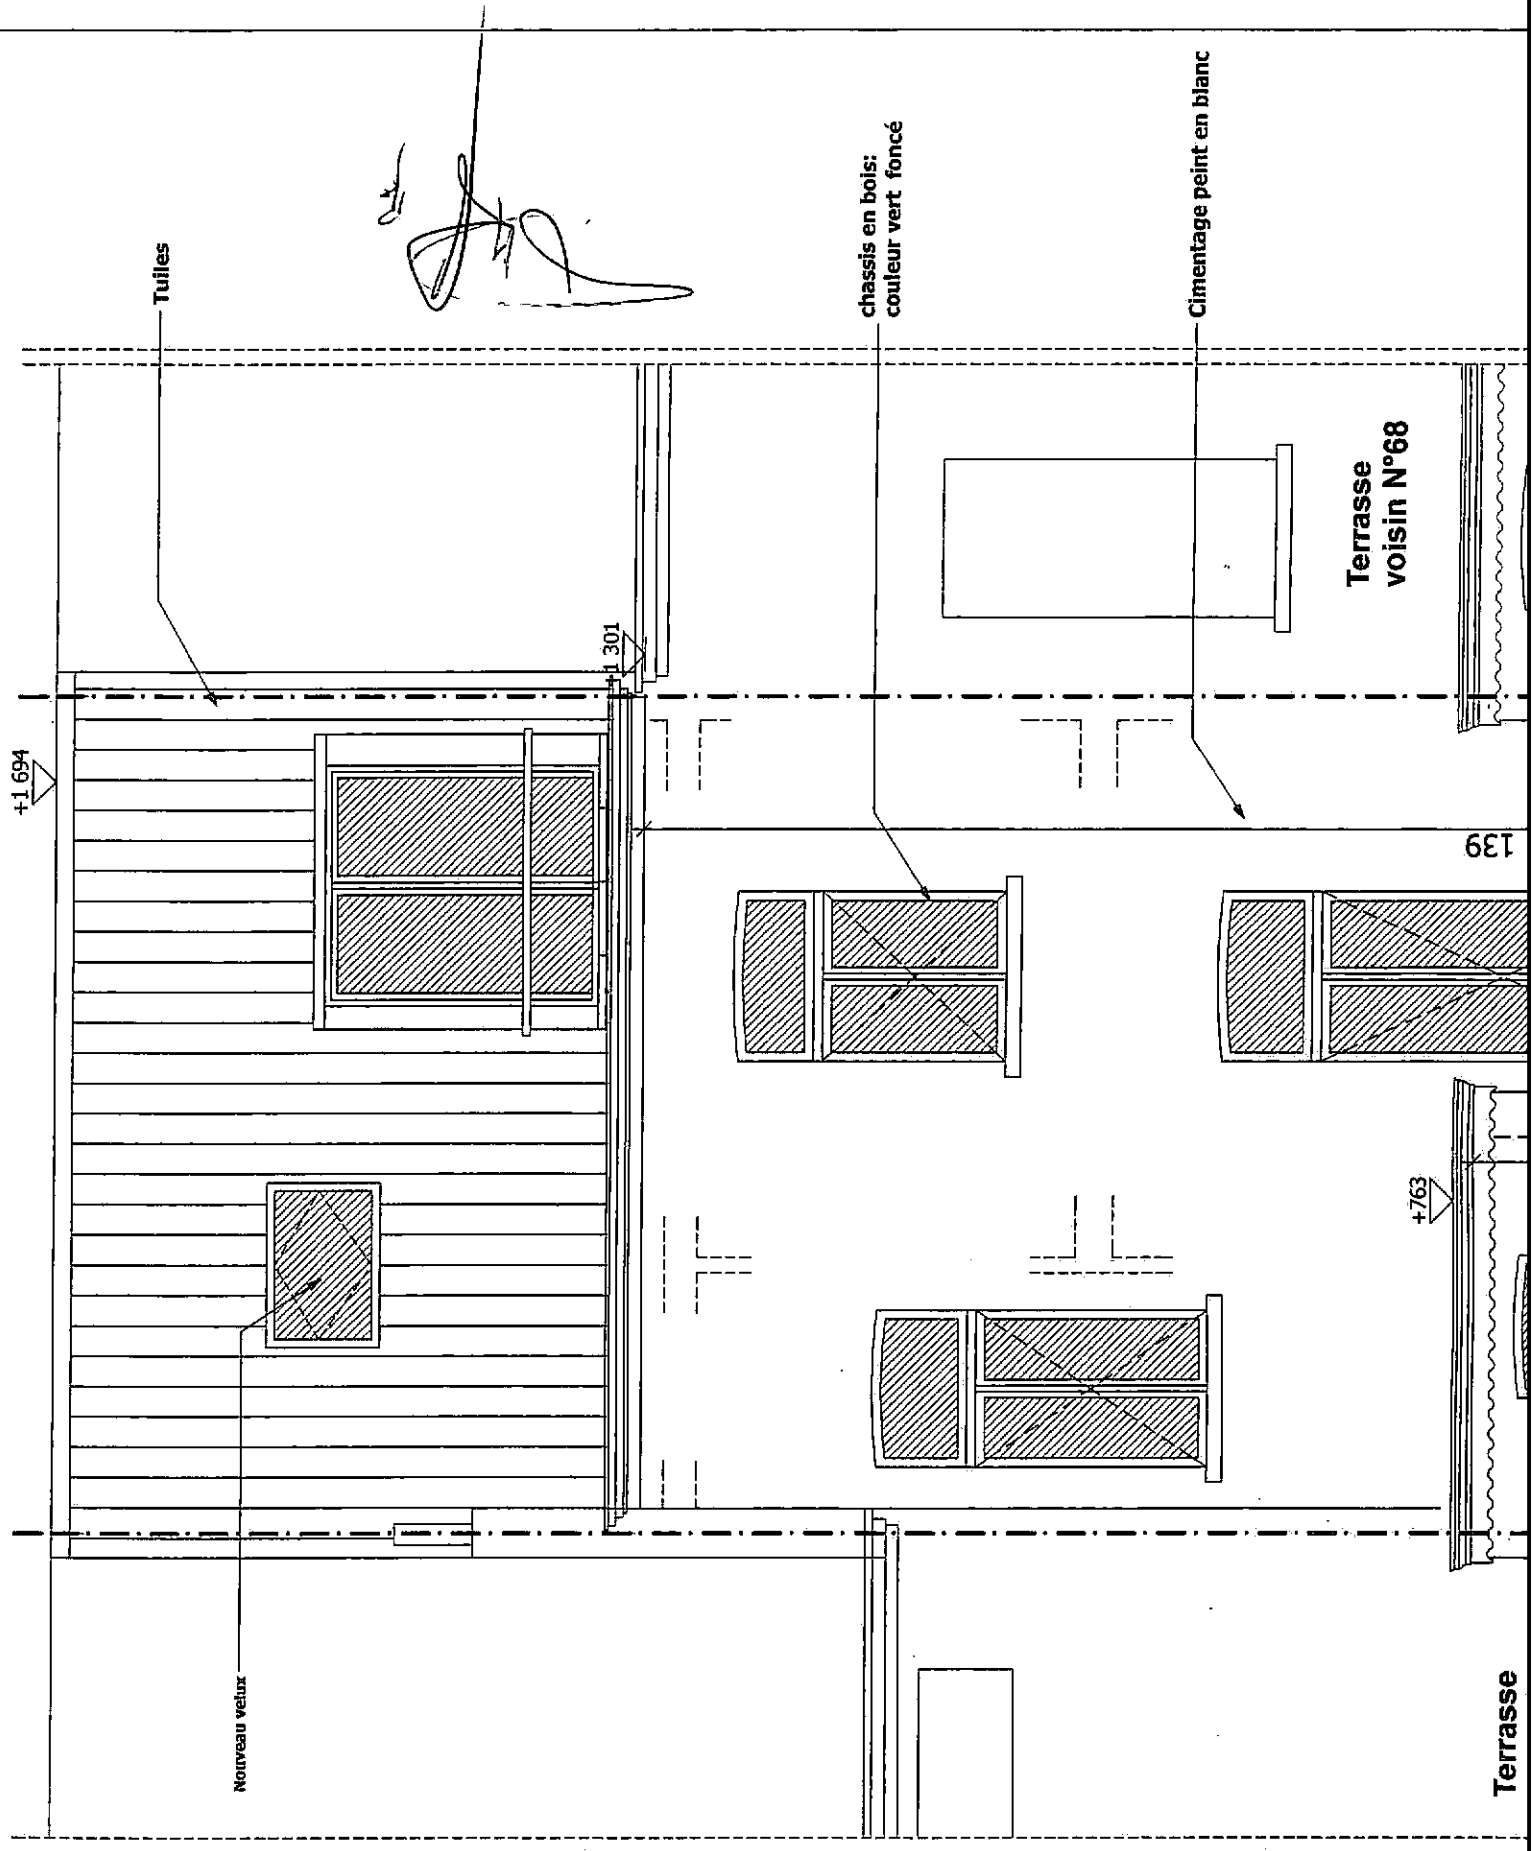 Tuiles
+1 694
1 301
chassis en bois:
couleur vert foncé
Cimentage peint en blanc
Terrasse
voisin N°68
139
+763
Nouveau velux
Terrasse